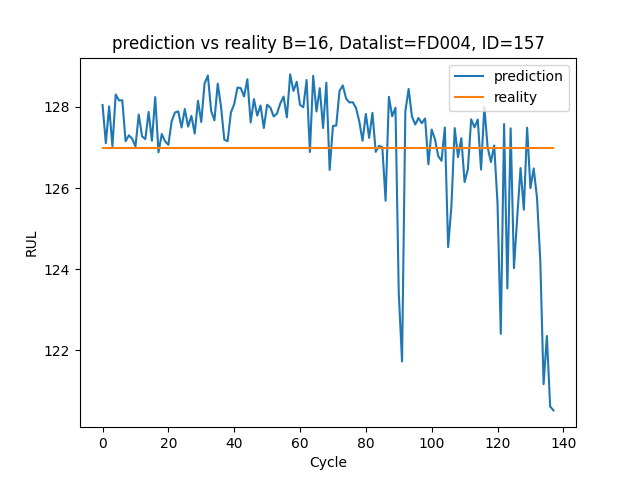 prediction vs reality B=16, Datalist=FD004, ID=157
prediction
reality
128
126
124
122
RUL
0 20 40 60 80 100 120 140
Cycle